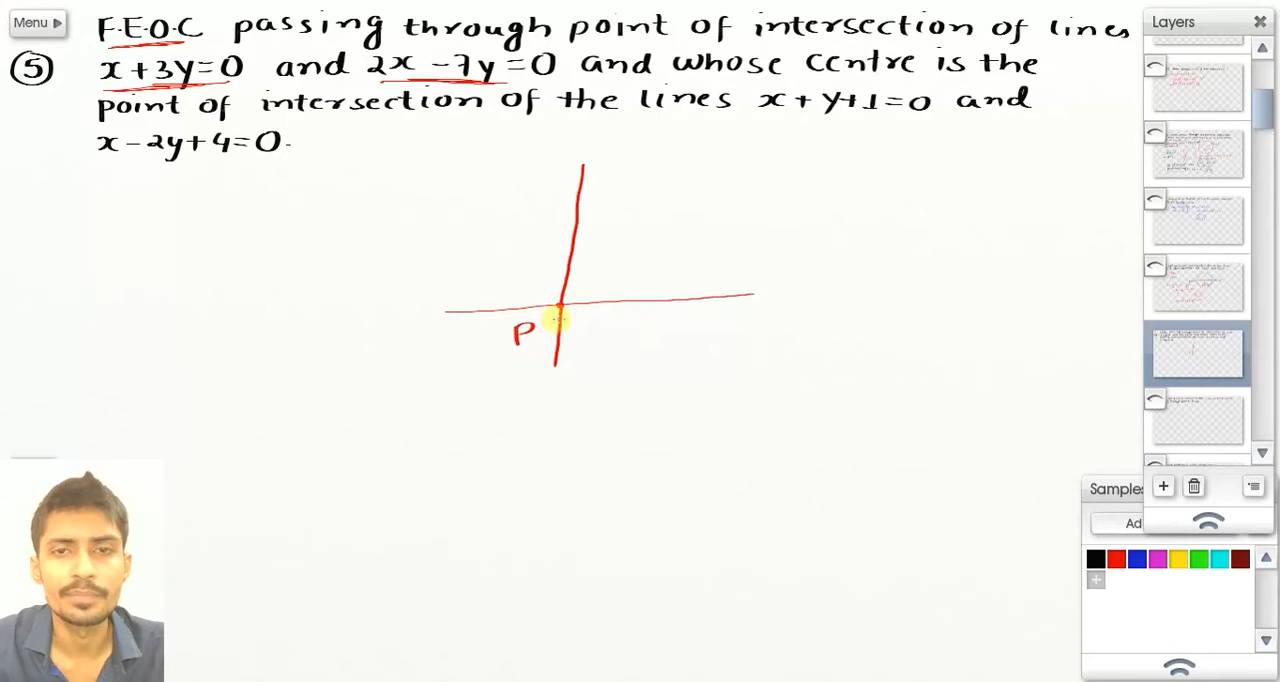 Menu
F.E.O.C passing through point of intersection of lines
5 x+3y=0 and 2x-7y=0 and whose centre is the
point of intersection of the lines x+y+1=0 and
x-2y+4=0.
P
Layers
Samples
Ad